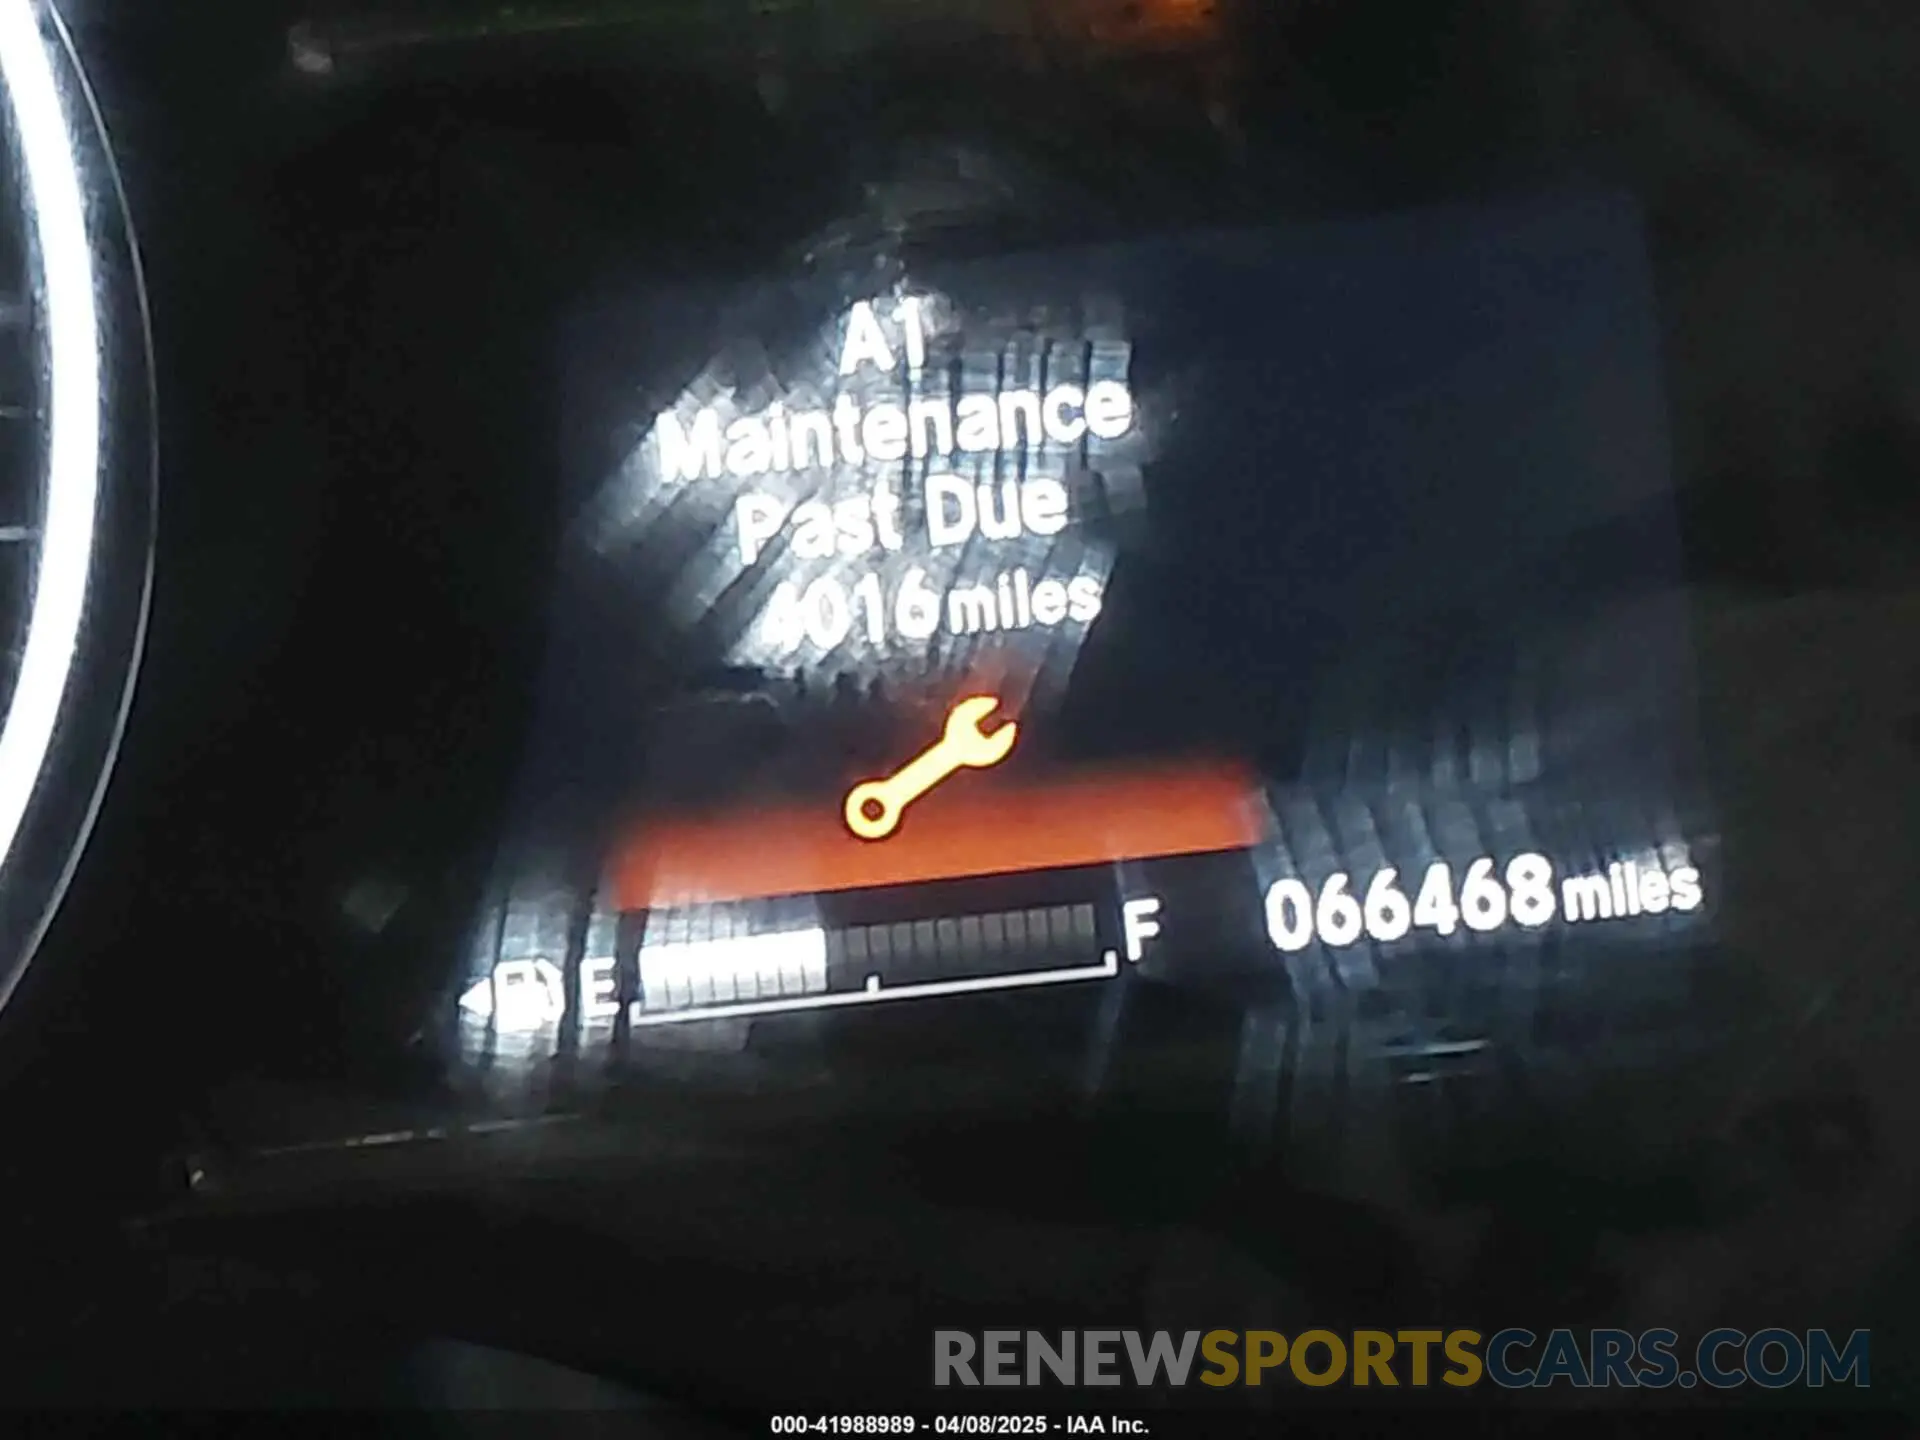 A1
Maintenance
Past Due
4016 miles
E F
066468 miles
RENEWSPORTSCARS.COM
000-41988989 - 04/08/2025 - IAA Inc.